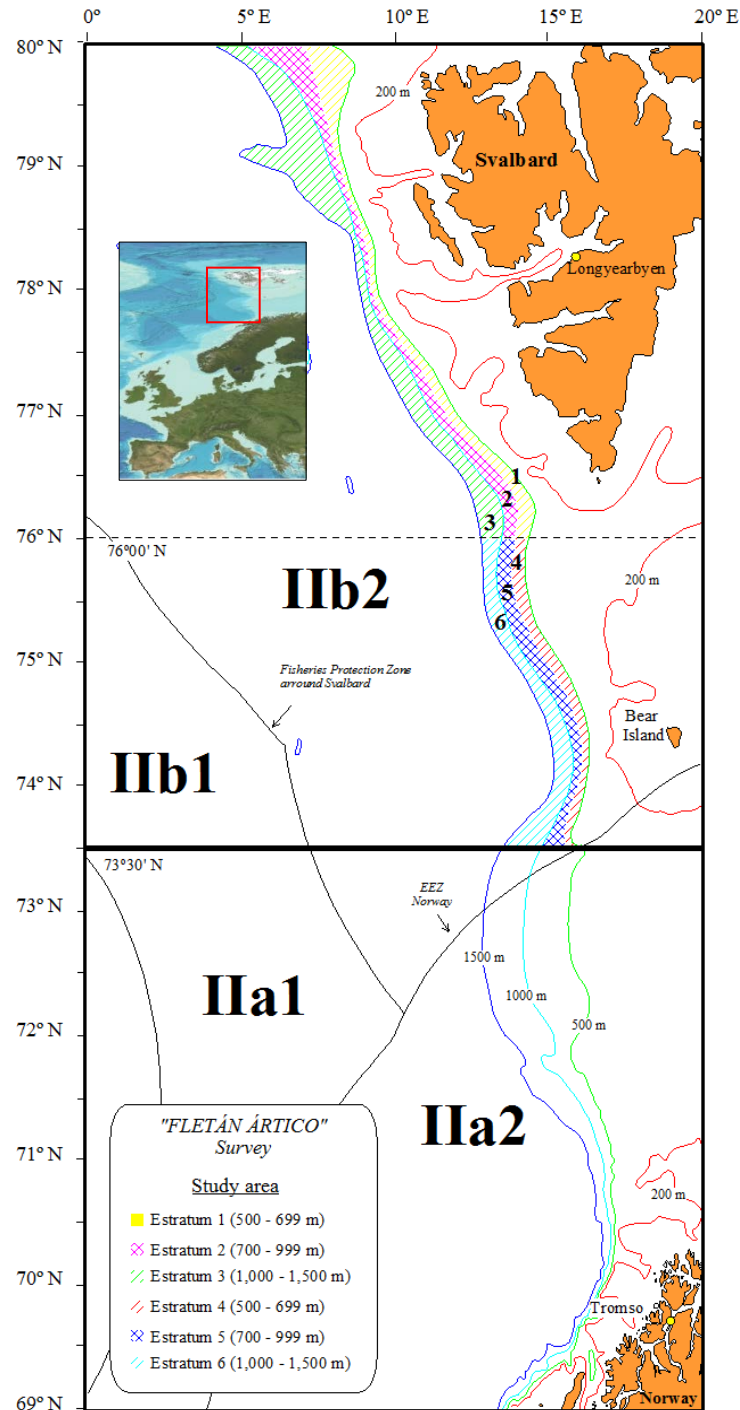 0° E
5° E
10° E
15° E
20° E
80° N
200 m
79° N
Svalbard
Longyearbyen
78° N
77° N
1
2
3
76° N
76°00' N
4
200 m
IIb2
5
6
75° N
Fisheries Protection Zone
arround Svalbard
Bear
Island
IIb1
74° N
73°30' N
73° N
EEZ
Norway
1500 m
1000 m
IIa1
500 m
72° N
IIa2
"FLETÁN ÁRTICO"
Survey
71° N
Study area
200 m
Estratum 1 (500 - 699 m)
Estratum 2 (700 - 999 m)
70° N
Estratum 3 (1,000 - 1,500 m)
Estratum 4 (500 - 699 m)
Tromso
Estratum 5 (700 - 999 m)
Estratum 6 (1,000 - 1,500 m)
69° N
Norway